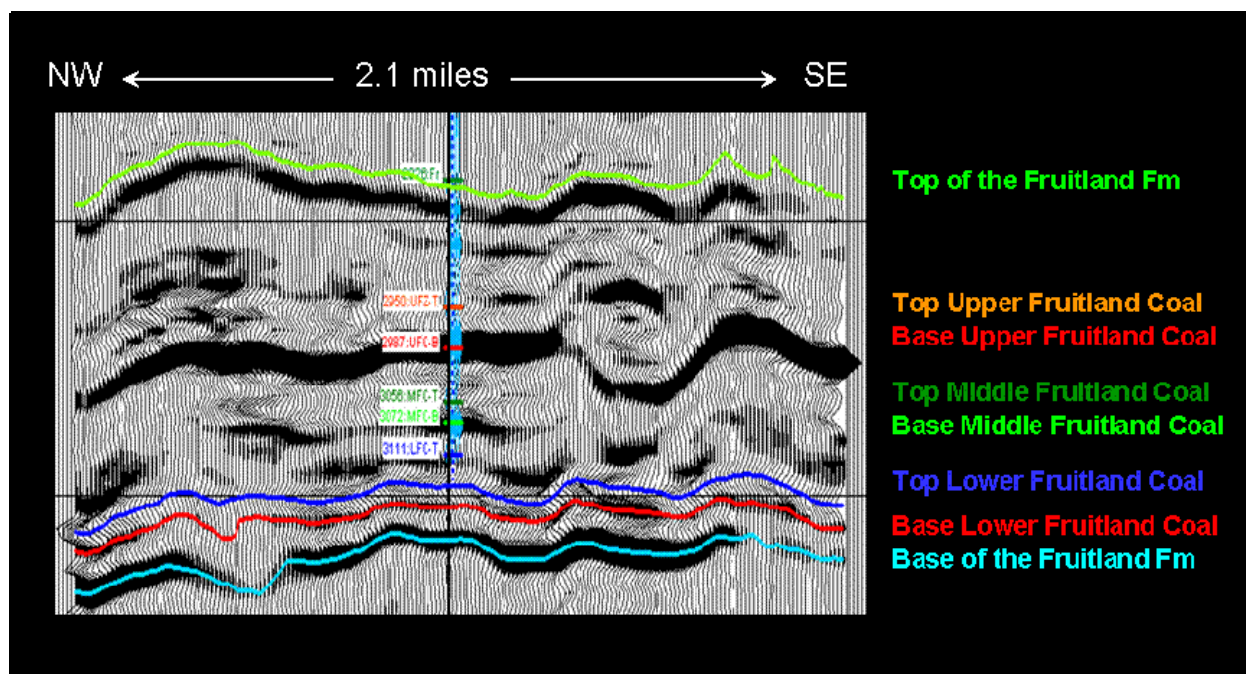 NW
2.1 miles
SE
Top of the Fruitland Fm
2958:UFZ-T
Top Upper Fruitland Coal
2987:UFC-B
Base Upper Fruitland Coal
3056:MFC-T
Top Middle Fruitland Coal
3072:MFC-B
Base Middle Fruitland Coal
3111:LFC-T
Top Lower Fruitland Coal
Base Lower Fruitland Coal
Base of the Fruitland Fm